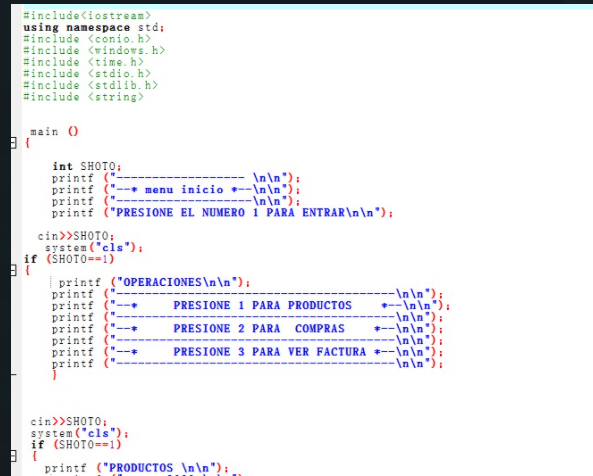 #include<iostream>
using namespace std;
#include <conio.h>
#include <windows.h>
#include <time.h>
#include <stdio.h>
#include <stdlib.h>
#include <string>
main ()
{
int SHOTO;
printf ("------------------- \n\n");
printf ("--* menu inicio *--\n\n");
printf ("-------------------\n\n");
printf ("PRESIONE EL NUMERO 1 PARA ENTRAR\n\n");
cin>>SHOTO;
system("cls");
if (SHOTO==1)
{
printf ("OPERACIONES\n\n");
printf ("-----------------------------------------\n\n");
printf ("--*     PRESIONE 1 PARA PRODUCTOS    *--\n\n");
printf ("-----------------------------------------\n\n");
printf ("--*     PRESIONE 2 PARA  COMPRAS    *--\n\n");
printf ("-----------------------------------------\n\n");
printf ("--*     PRESIONE 3 PARA VER FACTURA *--\n\n");
printf ("-----------------------------------------\n\n");
}
cin>>SHOTO;
system("cls");
if (SHOTO==1)
{
printf ("PRODUCTOS \n\n");